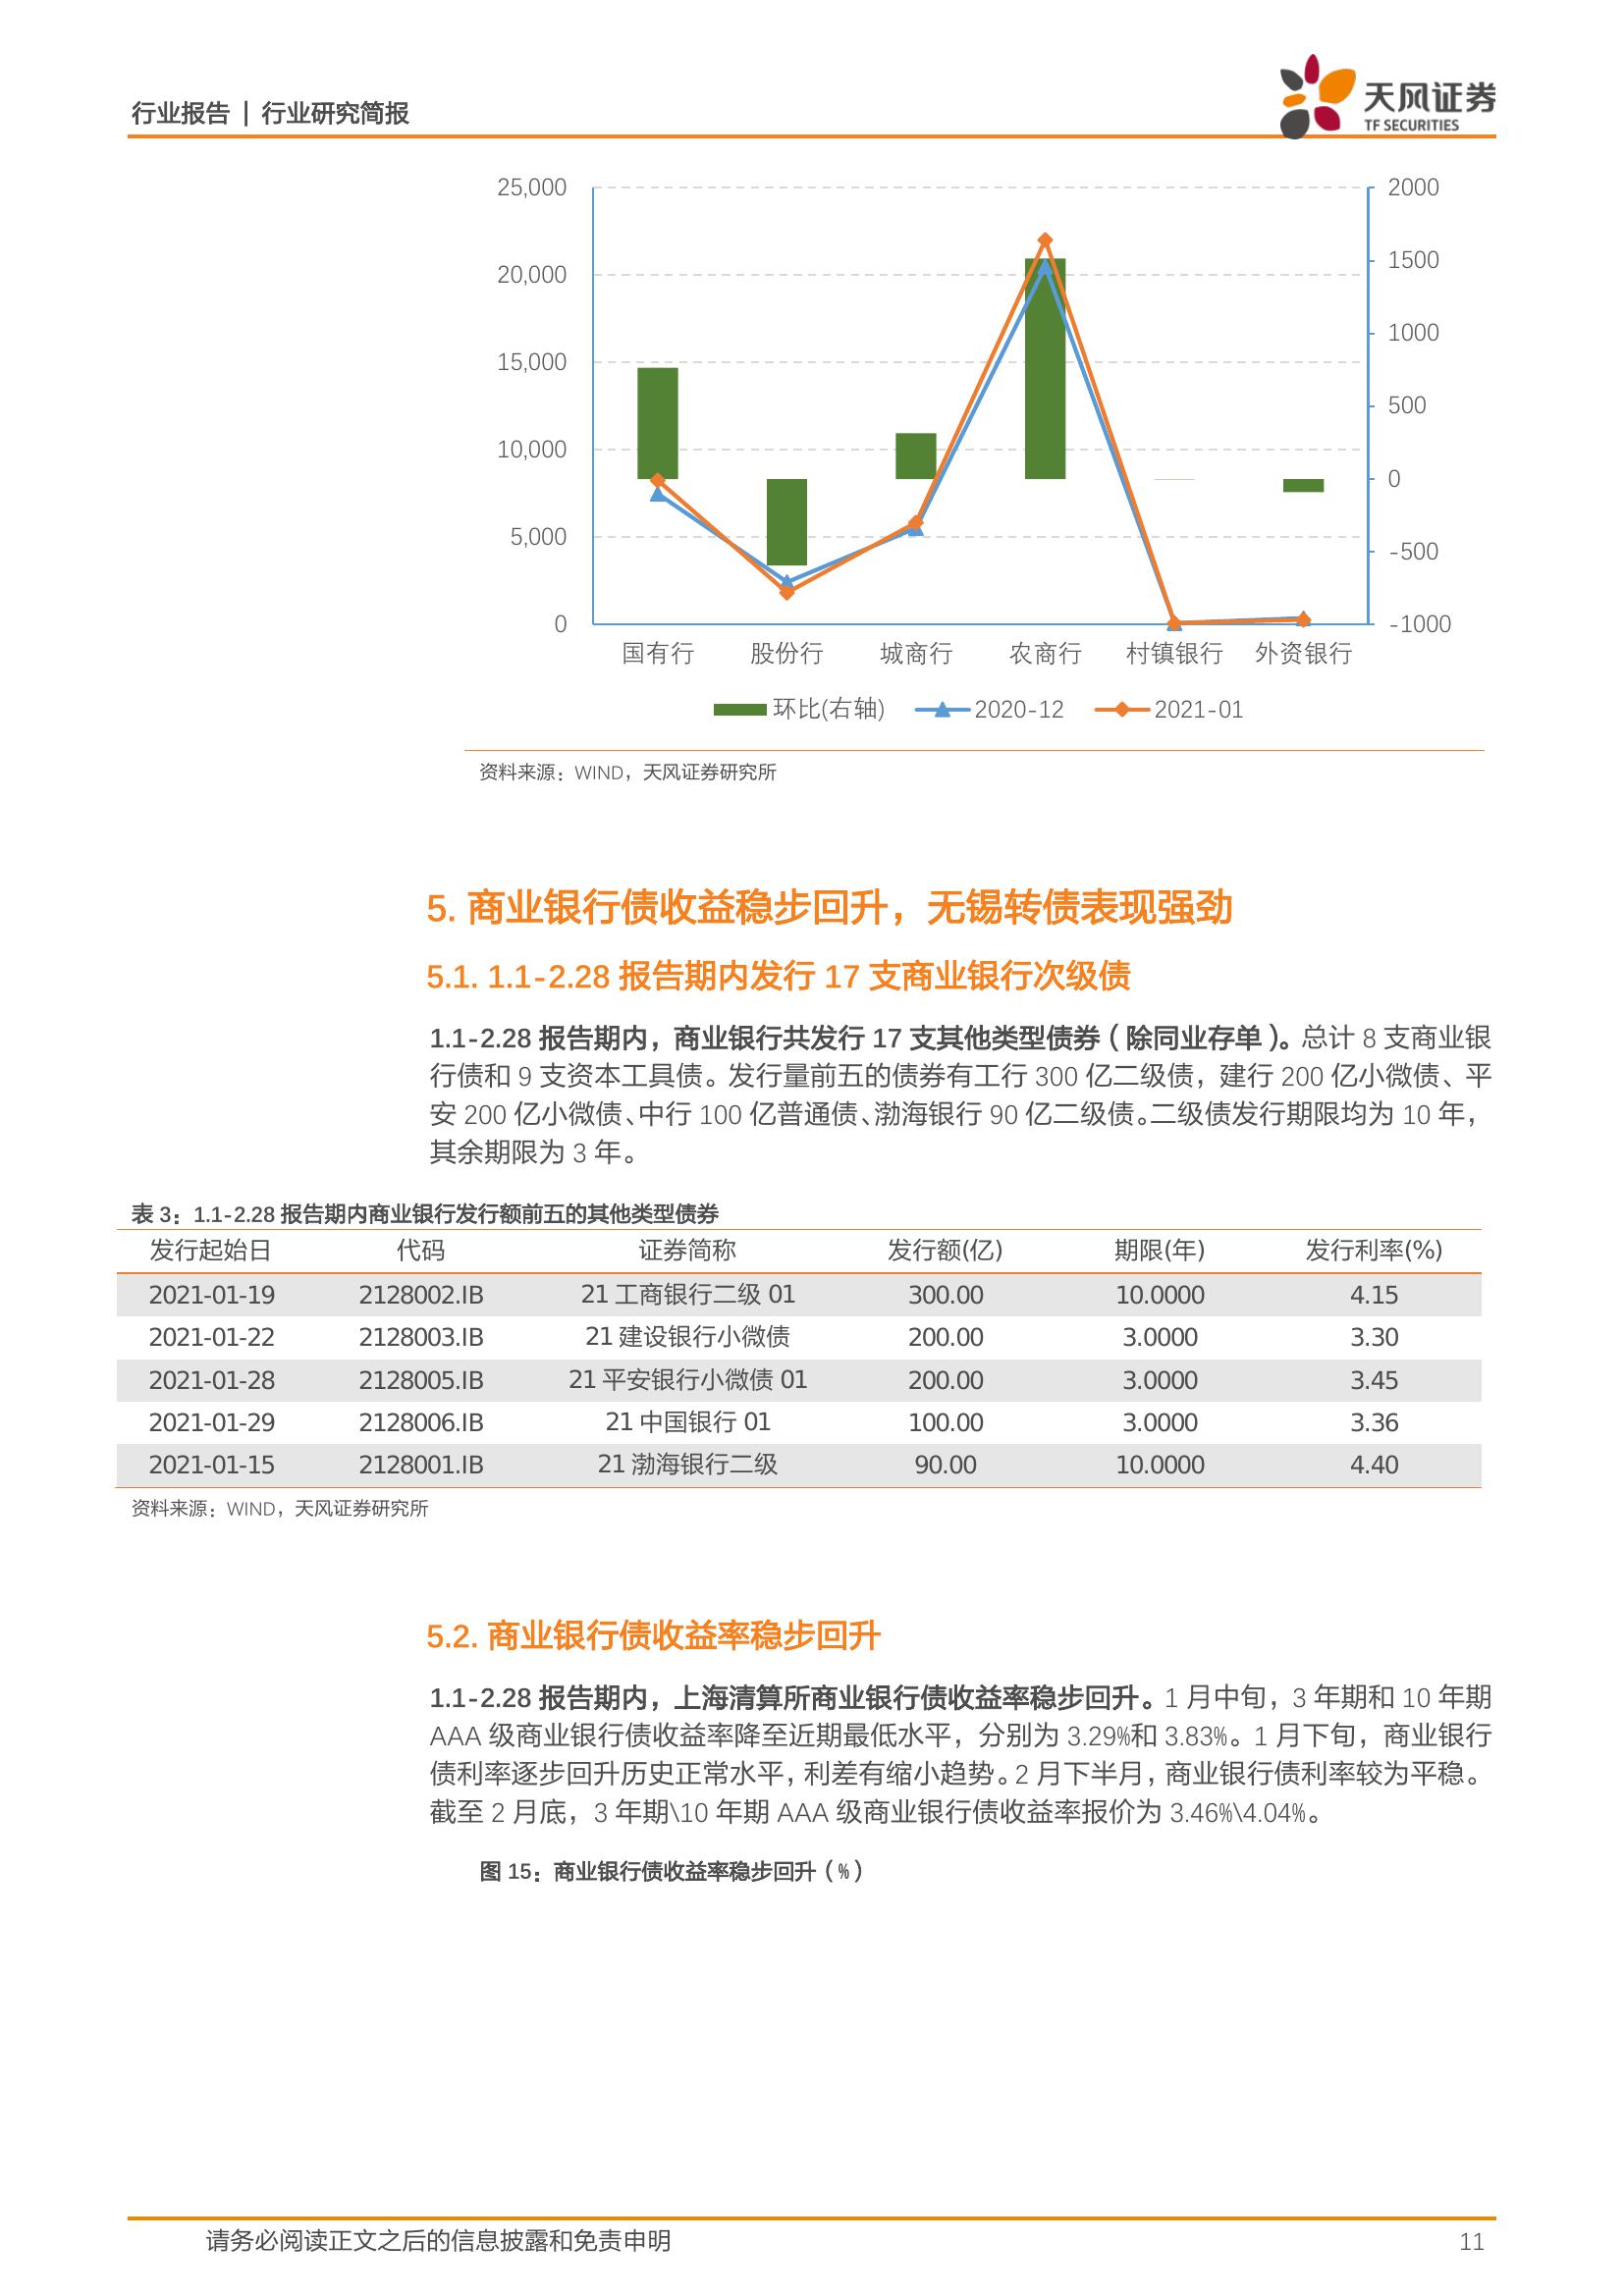 行业报告 | 行业研究简报
天风证券
TF SECURITIES
25,000
20,000
15,000
10,000
5,000
0
2000
1500
1000
500
0
-500
-1000
国有行 股份行 城商行 农商行 村镇银行 外资银行
环比(右轴) 2020-12 2021-01
资料来源：WIND，天风证券研究所
5. 商业银行债收益稳步回升，无锡转债表现强劲
5.1. 1.1-2.28 报告期内发行 17 支商业银行次级债
1.1-2.28 报告期内，商业银行共发行 17 支其他类型债券（除同业存单）。总计 8 支商业银
行债和 9 支资本工具债。发行量前五的债券有工行 300 亿二级债，建行 200 亿小微债、平
安 200 亿小微债、中行 100 亿普通债、渤海银行 90 亿二级债。二级债发行期限均为 10 年，
其余期限为 3 年。
表 3：1.1-2.28 报告期内商业银行发行额前五的其他类型债券
发行起始日 代码 证券简称 发行额(亿) 期限(年) 发行利率(%)
2021-01-19 2128002.IB 21 工商银行二级 01 300.00 10.0000 4.15
2021-01-22 2128003.IB 21 建设银行小微债 200.00 3.0000 3.30
2021-01-28 2128005.IB 21 平安银行小微债 01 200.00 3.0000 3.45
2021-01-29 2128006.IB 21 中国银行 01 100.00 3.0000 3.36
2021-01-15 2128001.IB 21 渤海银行二级 90.00 10.0000 4.40
资料来源：WIND，天风证券研究所
5.2. 商业银行债收益率稳步回升
1.1-2.28 报告期内，上海清算所商业银行债收益率稳步回升。1 月中旬，3 年期和 10 年期
AAA 级商业银行债收益率降至近期最低水平，分别为 3.29%和 3.83%。1 月下旬，商业银行
债利率逐步回升历史正常水平，利差有缩小趋势。2 月下半月，商业银行债利率较为平稳。
截至 2 月底，3 年期\10 年期 AAA 级商业银行债收益率报价为 3.46%\4.04%。
图 15：商业银行债收益率稳步回升（%）
请务必阅读正文之后的信息披露和免责申明 11